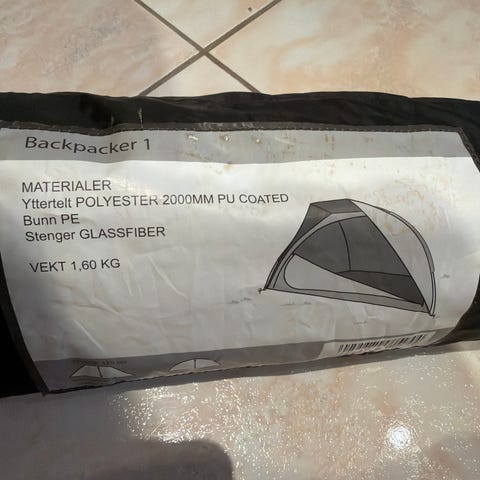 Backpacker 1
MATERIALER
Yttertelt POLYESTER 2000MM PU COATED
Bunn PE
Stenger GLASSFIBER
VEKT 1,60 KG